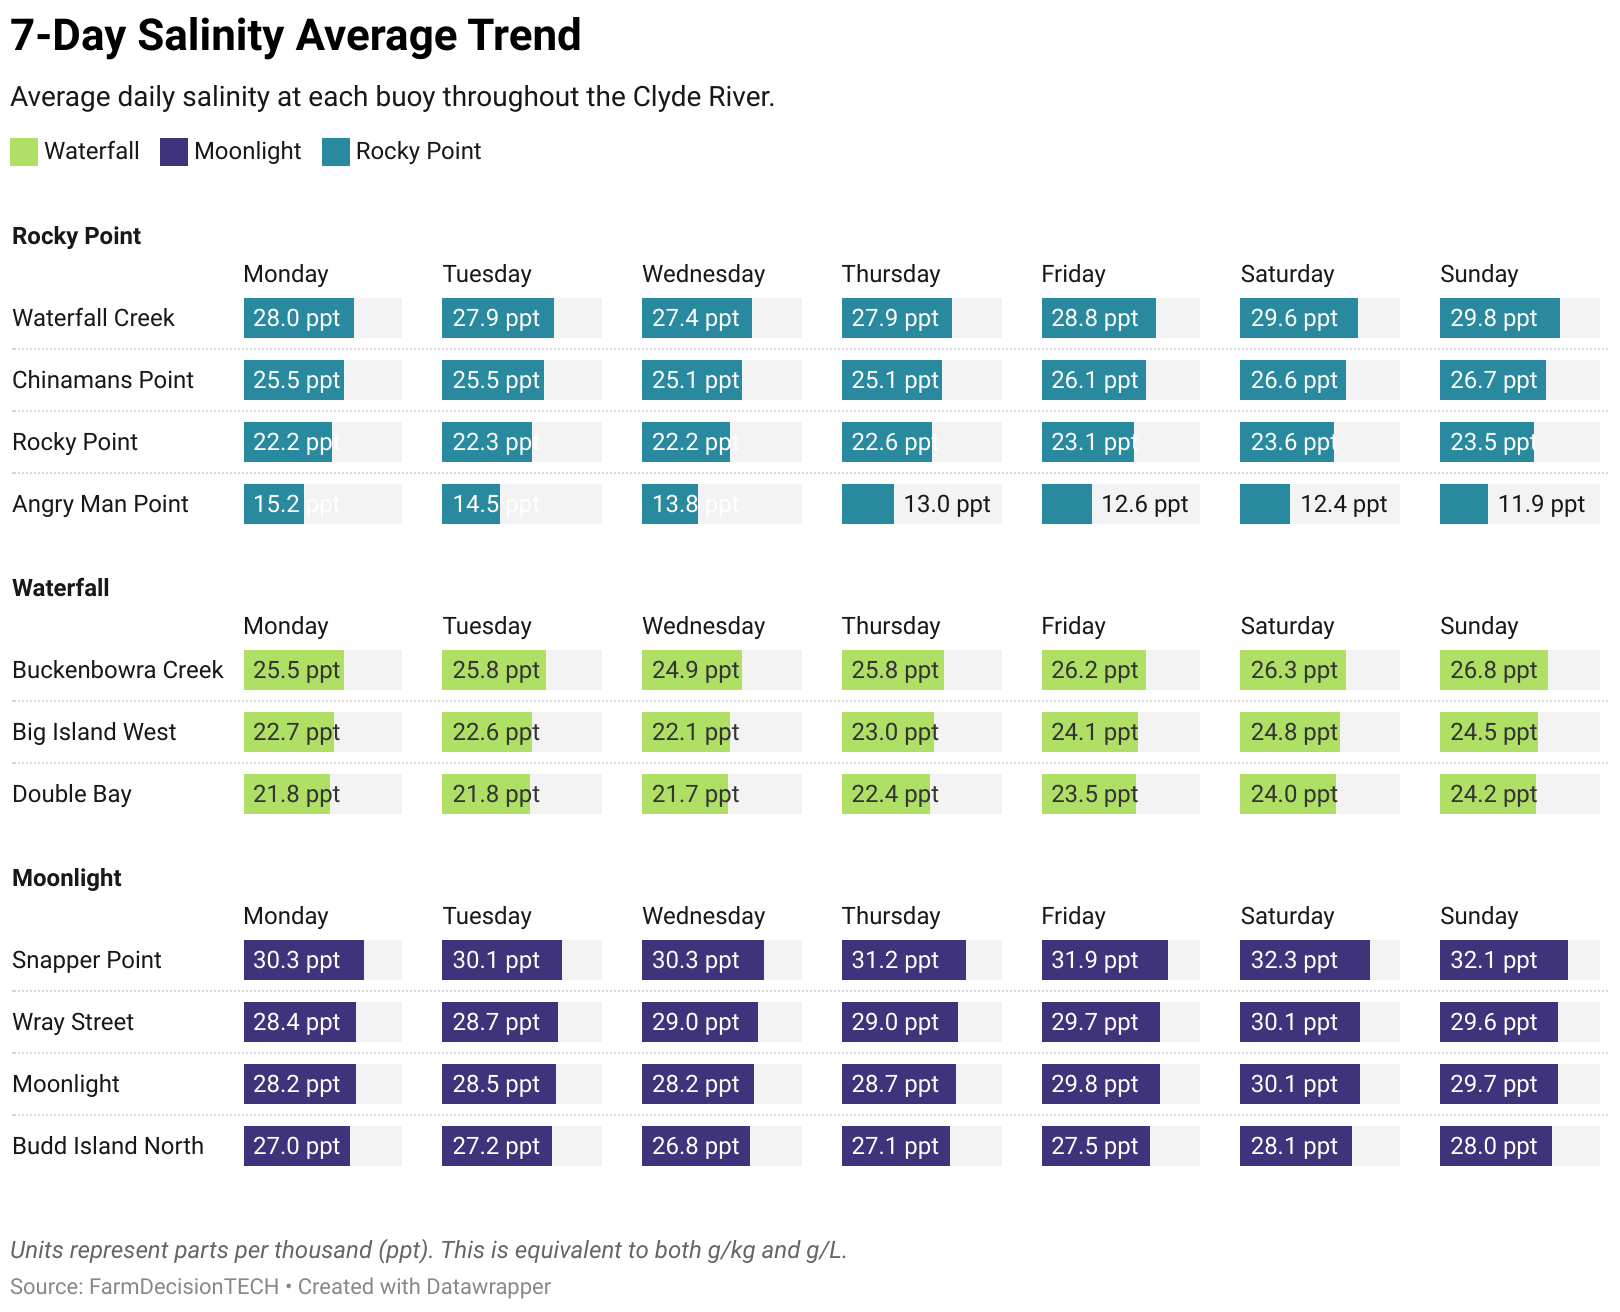 7-Day Salinity Average Trend
Average daily salinity at each buoy throughout the Clyde River.
Waterfall Moonlight Rocky Point
Rocky Point
Monday Tuesday Wednesday Thursday Friday Saturday Sunday
Waterfall Creek 28.0 ppt 27.9 ppt 27.4 ppt 27.9 ppt 28.8 ppt 29.6 ppt 29.8 ppt
Chinamans Point 25.5 ppt 25.5 ppt 25.1 ppt 25.1 ppt 26.1 ppt 26.6 ppt 26.7 ppt
Rocky Point 22.2 ppt 22.3 ppt 22.2 ppt 22.6 ppt 23.1 ppt 23.6 ppt 23.5 ppt
Angry Man Point 15.2 ppt 14.5 ppt 13.8 ppt 13.0 ppt 12.6 ppt 12.4 ppt 11.9 ppt
Waterfall
Monday Tuesday Wednesday Thursday Friday Saturday Sunday
Buckenbowra Creek 25.5 ppt 25.8 ppt 24.9 ppt 25.8 ppt 26.2 ppt 26.3 ppt 26.8 ppt
Big Island West 22.7 ppt 22.6 ppt 22.1 ppt 23.0 ppt 24.1 ppt 24.8 ppt 24.5 ppt
Double Bay 21.8 ppt 21.8 ppt 21.7 ppt 22.4 ppt 23.5 ppt 24.0 ppt 24.2 ppt
Moonlight
Monday Tuesday Wednesday Thursday Friday Saturday Sunday
Snapper Point 30.3 ppt 30.1 ppt 30.3 ppt 31.2 ppt 31.9 ppt 32.3 ppt 32.1 ppt
Wray Street 28.4 ppt 28.7 ppt 29.0 ppt 29.0 ppt 29.7 ppt 30.1 ppt 29.6 ppt
Moonlight 28.2 ppt 28.5 ppt 28.2 ppt 28.7 ppt 29.8 ppt 30.1 ppt 29.7 ppt
Budd Island North 27.0 ppt 27.2 ppt 26.8 ppt 27.1 ppt 27.5 ppt 28.1 ppt 28.0 ppt
Units represent parts per thousand (ppt). This is equivalent to both g/kg and g/L.
Source: FarmDecisionTECH • Created with Datawrapper